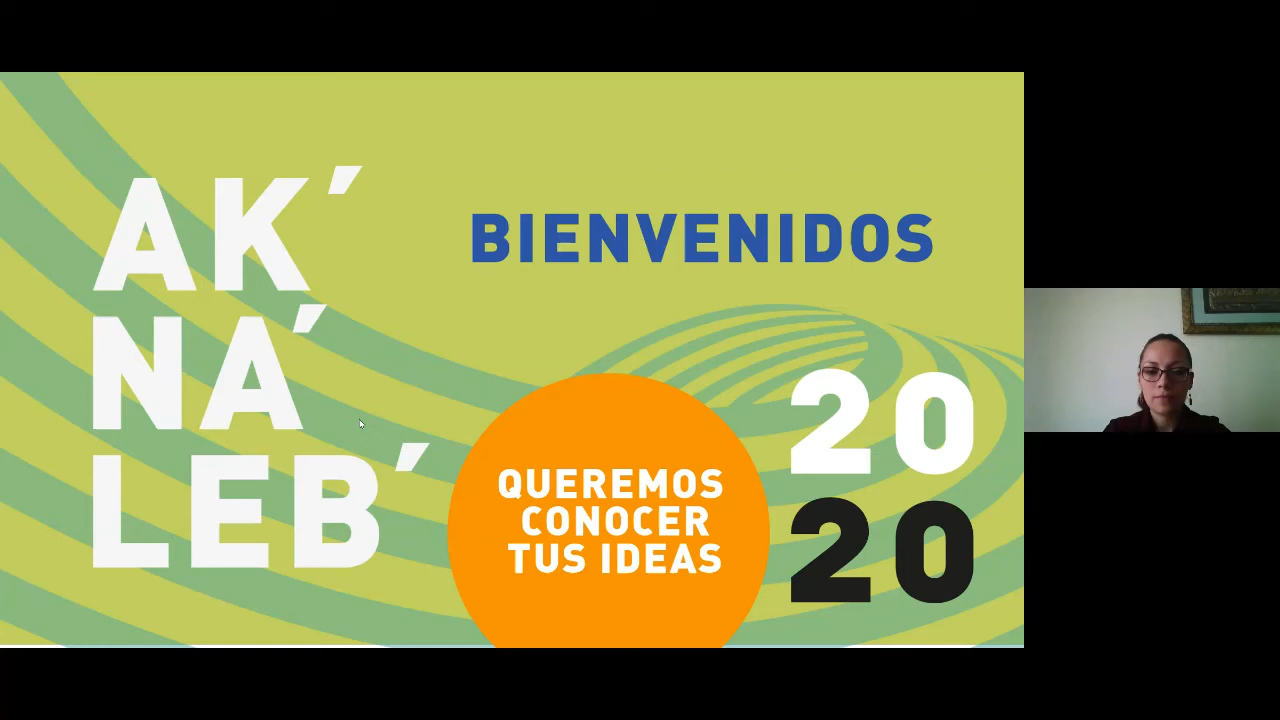 AK´
NA´
LEB´
BIENVENIDOS
QUEREMOS
CONOCER
TUS IDEAS
20
20